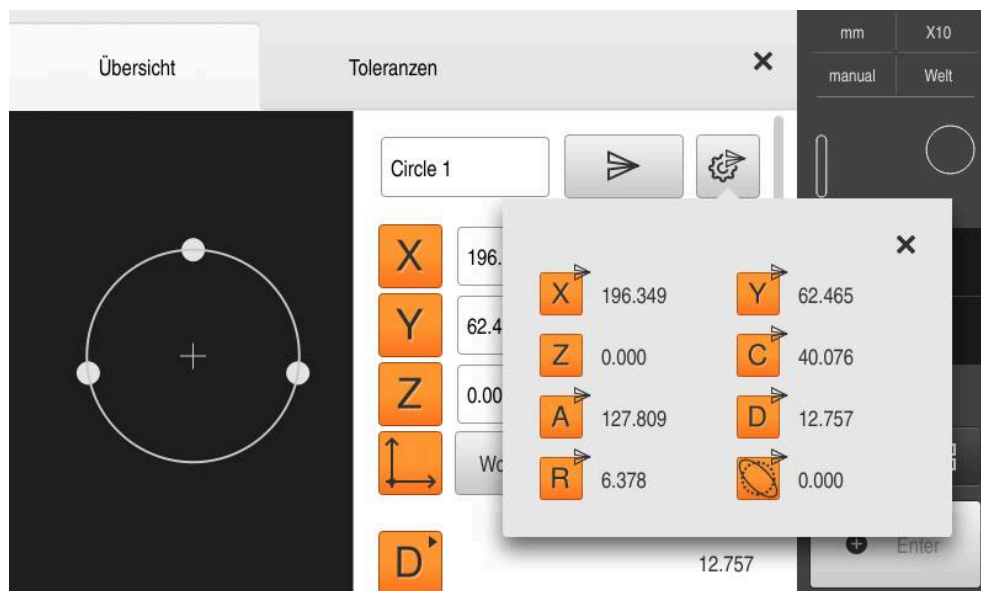 Übersicht
Toleranzen
mm
X10
manual
Welt
Circle 1
X
196.
Y
62.4
Z
0.00
Wo
D
12.757
X 196.349
Y 62.465
Z 0.000
C 40.076
A 127.809
D 12.757
R 6.378
0.000
Enter